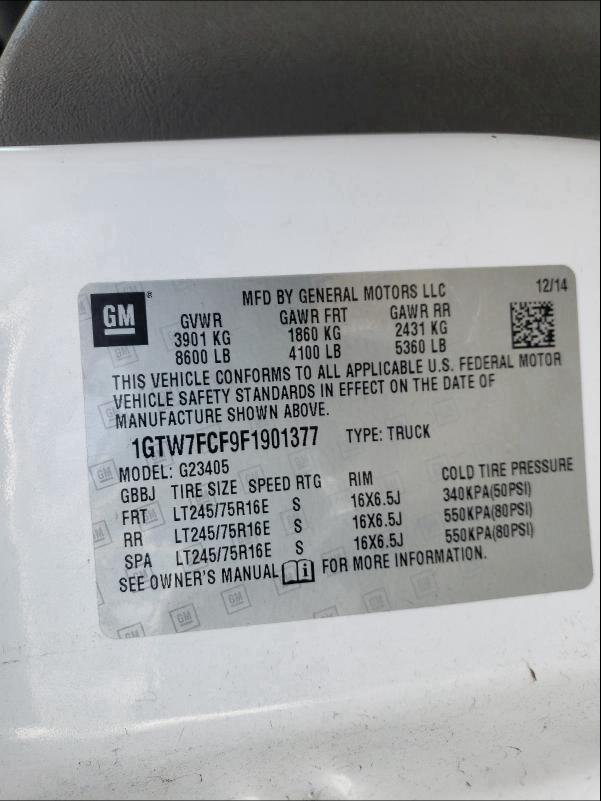 GM ® MFD BY GENERAL MOTORS LLC 12/14
GVWR GAWR FRT GAWR RR
3901 KG 1860 KG 2431 KG
8600 LB 4100 LB 5360 LB
THIS VEHICLE CONFORMS TO ALL APPLICABLE U.S. FEDERAL MOTOR
VEHICLE SAFETY STANDARDS IN EFFECT ON THE DATE OF
MANUFACTURE SHOWN ABOVE.
1GTW7FCF9F1901377 TYPE: TRUCK
MODEL: G23405
GBBJ TIRE SIZE SPEED RTG RIM COLD TIRE PRESSURE
FRT LT245/75R16E S 16X6.5J 340KPA(50PSI)
RR LT245/75R16E S 16X6.5J 550KPA(80PSI)
SPA LT245/75R16E S 16X6.5J 550KPA(80PSI)
SEE OWNER'S MANUAL i FOR MORE INFORMATION.